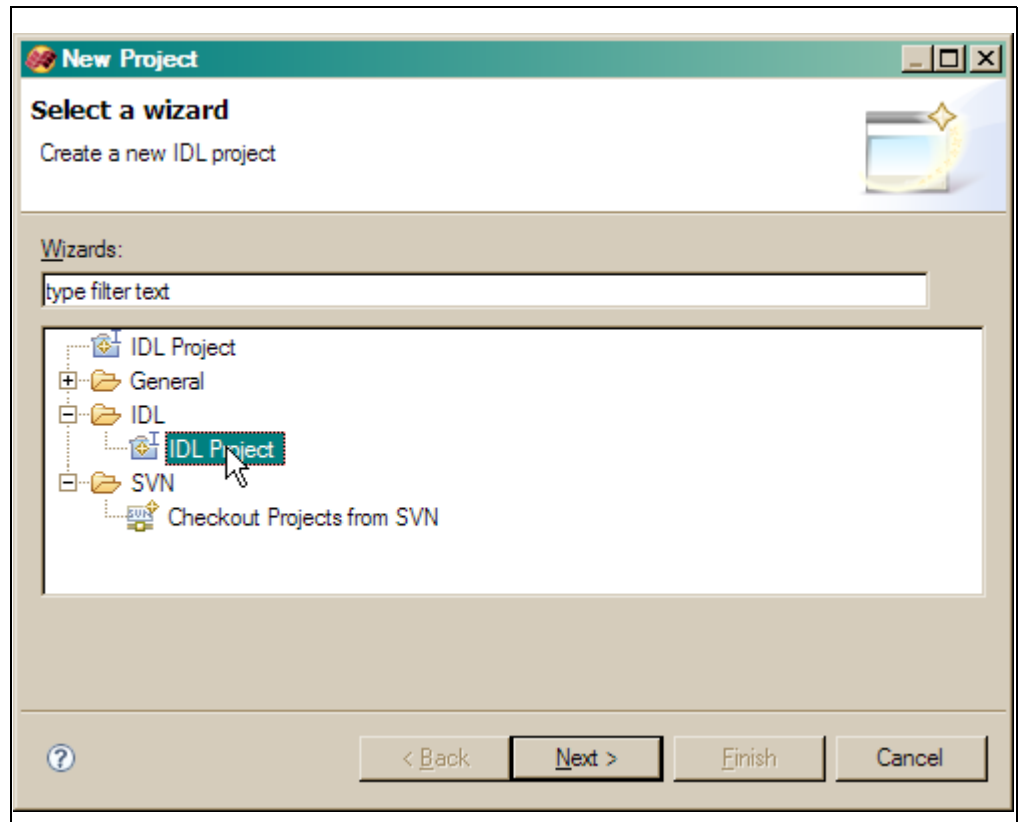 New Project
Select a wizard
Create a new IDL project
Wizards:
type filter text
IDL Project
General
IDL
IDL Project
SVN
Checkout Projects from SVN
< Back Next > Finish Cancel